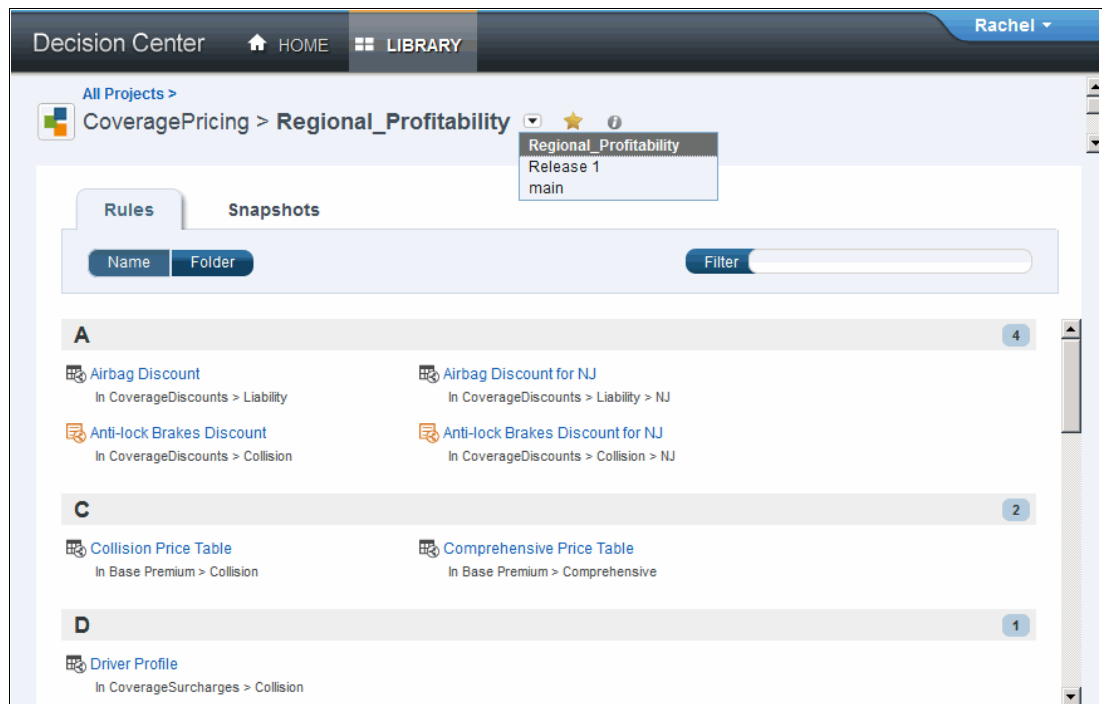 Rachel
Decision Center HOME LIBRARY
All Projects >
CoveragePricing > Regional_Profitability
Regional_Profitability
Release 1
main
Rules Snapshots
Name Folder Filter
A 4
Airbag Discount Airbag Discount for NJ
In CoverageDiscounts > Liability In CoverageDiscounts > Liability > NJ
Anti-lock Brakes Discount Anti-lock Brakes Discount for NJ
In CoverageDiscounts > Collision In CoverageDiscounts > Collision > NJ
C 2
Collision Price Table Comprehensive Price Table
In Base Premium > Collision In Base Premium > Comprehensive
D 1
Driver Profile
In CoverageSurcharges > Collision